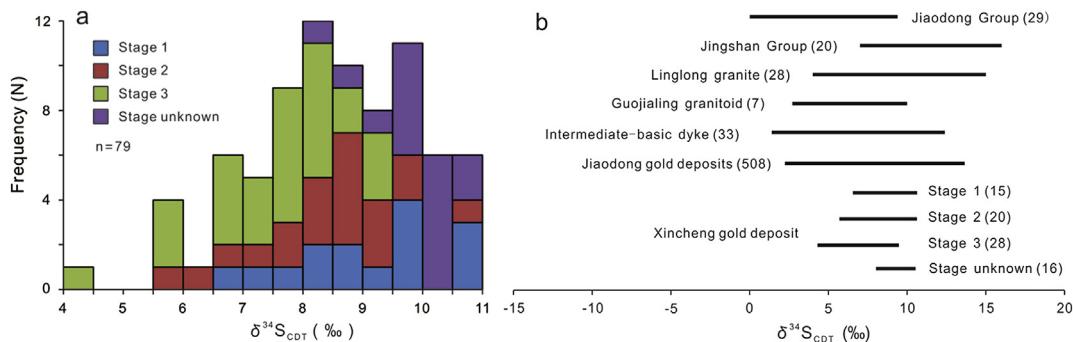 a
12
8
4
0
Frequency (N)
Stage 1
Stage 2
Stage 3
Stage unknown
n=79
4 5 6 7 8 9 10 11
δ34SCDT ( ‰ )
b
Jiaodong Group (29)
Jingshan Group (20)
Linglong granite (28)
Guojialing granitoid (7)
Intermediate-basic dyke (33)
Jiaodong gold deposits (508)
Xincheng gold deposit
Stage 1 (15)
Stage 2 (20)
Stage 3 (28)
Stage unknown (16)
-15 -10 -5 0 5 10 15 20
δ34SCDT (‰)